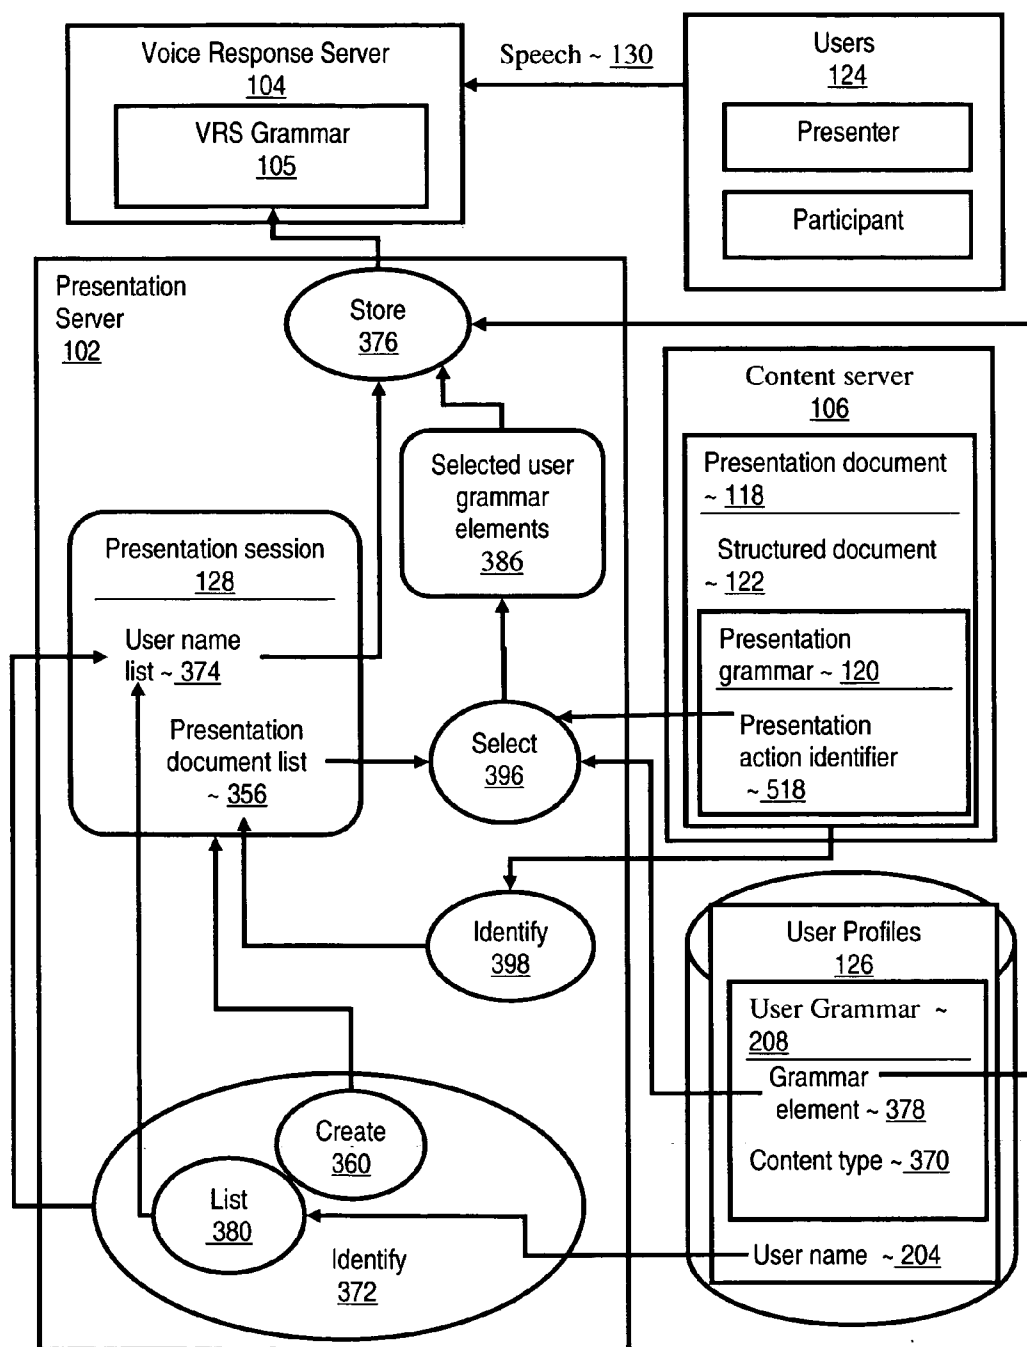 Voice Response Server
104
VRS Grammar
105
Speech ~ 130
Users
124
Presenter
Participant
Presentation
Server
102
Store
376
Content server
106
Presentation document
~ 118
Structured document
~ 122
Presentation
grammar ~ 120
Presentation
action identifier
~ 518
Selected user
grammar
elements
386
Presentation session
128
User name
list ~ 374
Presentation
document list
~ 356
Select
396
Identify
398
User Profiles
126
User Grammar ~
208
Grammar
element ~ 378
Content type ~ 370
User name ~ 204
Create
360
List
380
Identify
372